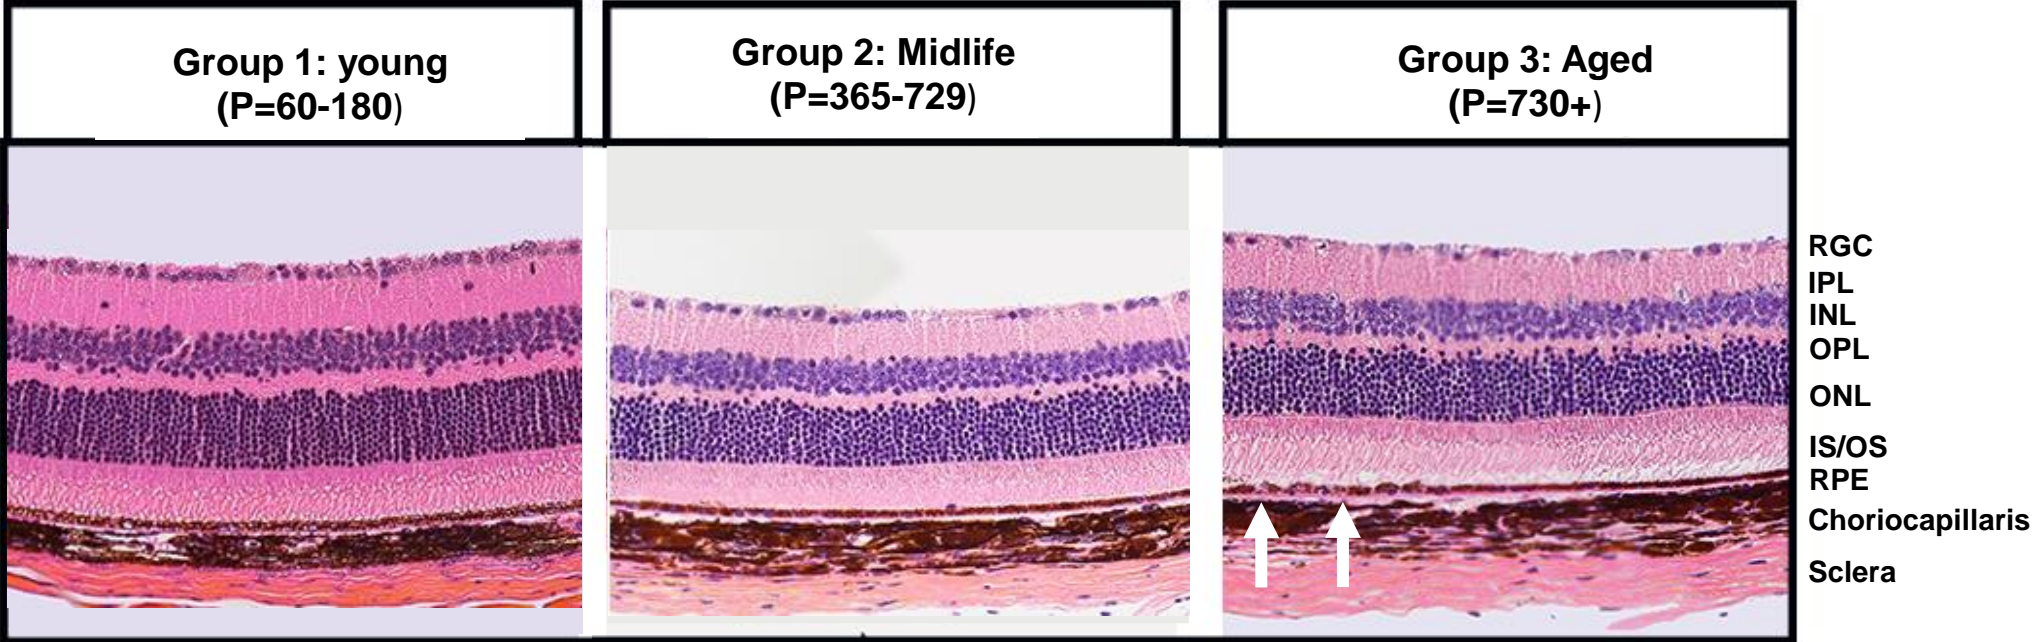 Group 1: young
(P=60-180)
Group 2: Midlife
(P=365-729)
Group 3: Aged
(P=730+)
RGC
IPL
INL
OPL
ONL
IS/OS
RPE
Choriocapillaris
Sclera